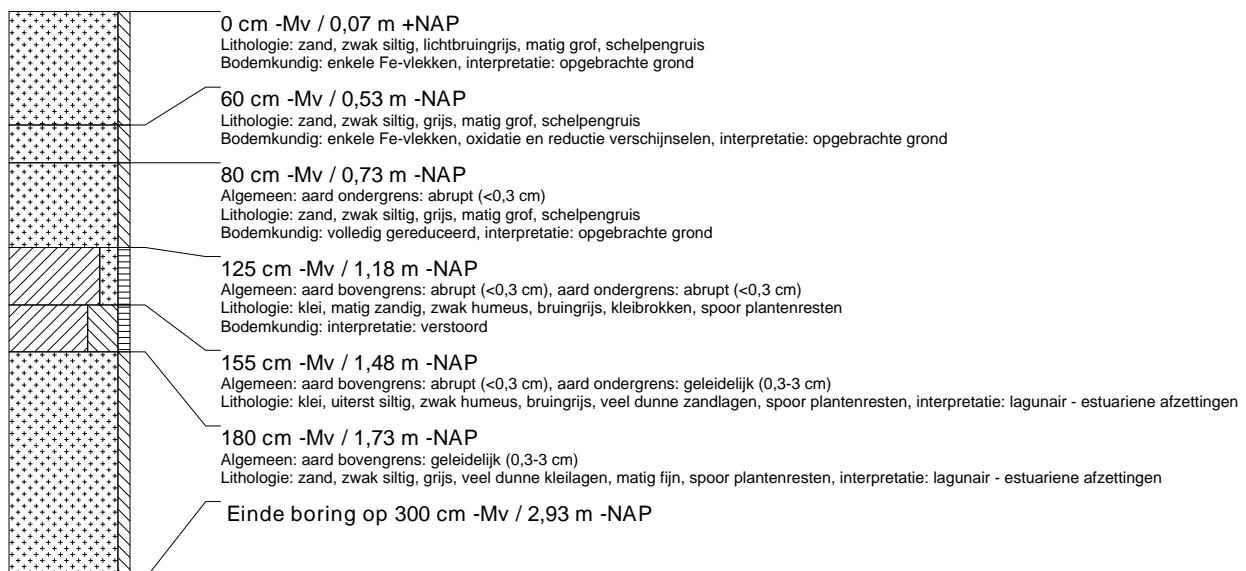 0 cm -Mv / 0,07 m +NAP
Lithologie: zand, zwak siltig, lichtbruingrijs, matig grof, schelpengruis
Bodemkundig: enkele Fe-vlekken, interpretatie: opgebrachte grond
60 cm -Mv / 0,53 m -NAP
Lithologie: zand, zwak siltig, grijs, matig grof, schelpengruis
Bodemkundig: enkele Fe-vlekken, oxidatie en reductie verschijnselen, interpretatie: opgebrachte grond
80 cm -Mv / 0,73 m -NAP
Algemeen: aard ondergrens: abrupt (<0,3 cm)
Lithologie: zand, zwak siltig, grijs, matig grof, schelpengruis
Bodemkundig: volledig gereduceerd, interpretatie: opgebrachte grond
125 cm -Mv / 1,18 m -NAP
Algemeen: aard bovengrens: abrupt (<0,3 cm), aard ondergrens: abrupt (<0,3 cm)
Lithologie: klei, matig zandig, zwak humeus, bruingrijs, kleibrokken, spoor plantenresten
Bodemkundig: interpretatie: verstoord
155 cm -Mv / 1,48 m -NAP
Algemeen: aard bovengrens: abrupt (<0,3 cm), aard ondergrens: geleidelijk (0,3-3 cm)
Lithologie: klei, uiterst siltig, zwak humeus, bruingrijs, veel dunne zandlagen, spoor plantenresten, interpretatie: lagunair - estuariene afzettingen
180 cm -Mv / 1,73 m -NAP
Algemeen: aard bovengrens: geleidelijk (0,3-3 cm)
Lithologie: zand, zwak siltig, grijs, veel dunne kleilagen, matig fijn, spoor plantenresten, interpretatie: lagunair - estuariene afzettingen
Einde boring op 300 cm -Mv / 2,93 m -NAP